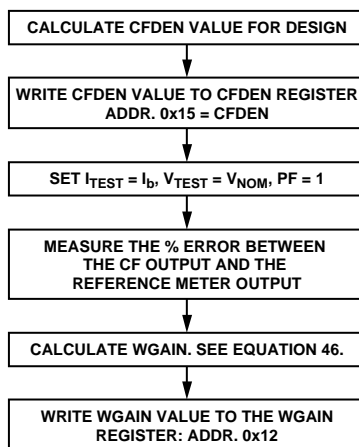 CALCULATE CFDEN VALUE FOR DESIGN
WRITE CFDEN VALUE TO CFDEN REGISTER
ADDR. 0x15 = CFDEN
SET ITEST = Ib, VTEST = VNOM, PF = 1
MEASURE THE % ERROR BETWEEN
THE CF OUTPUT AND THE
REFERENCE METER OUTPUT
CALCULATE WGAIN. SEE EQUATION 46.
WRITE WGAIN VALUE TO THE WGAIN
REGISTER: ADDR. 0x12